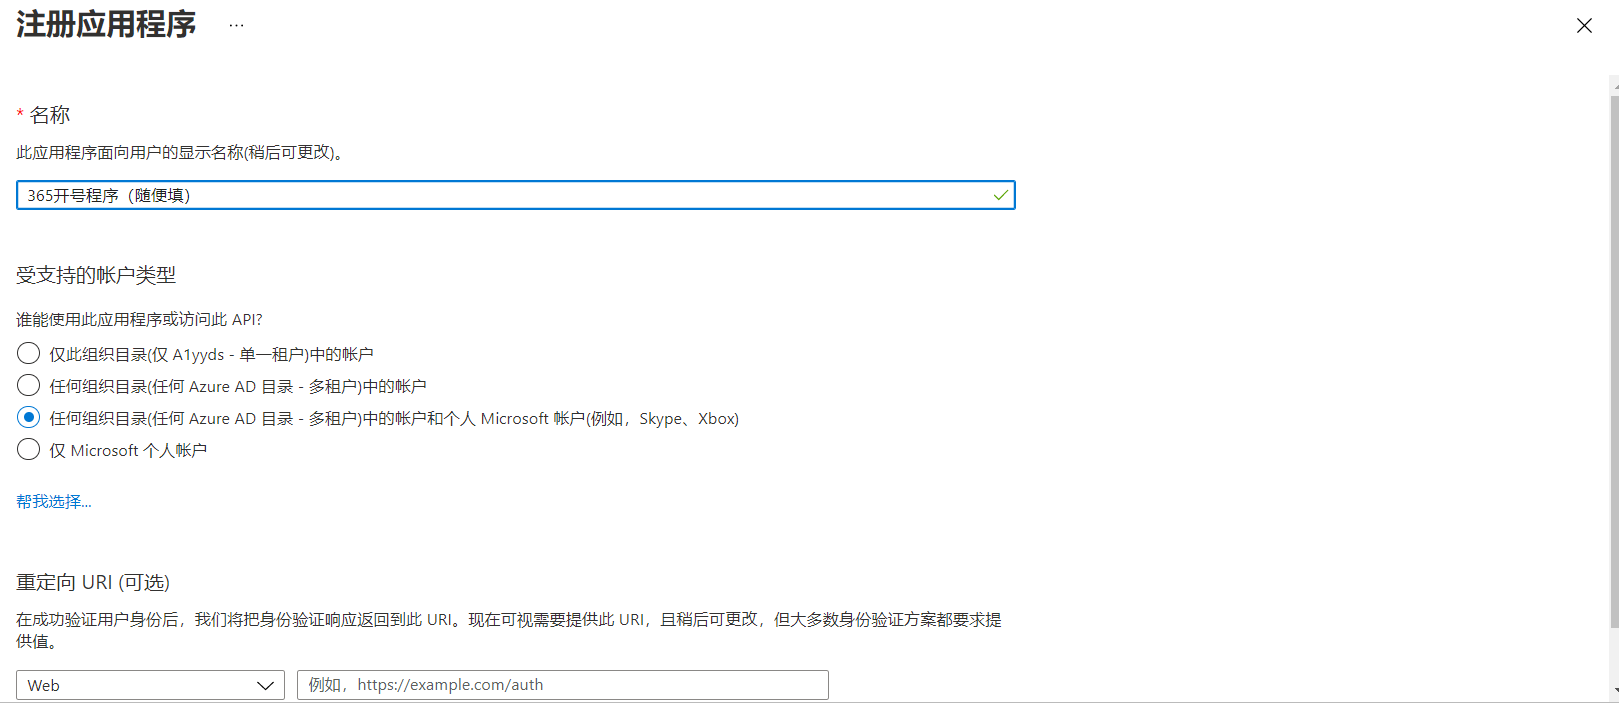 注册应用程序 ...
* 名称
此应用程序面向用户的显示名称(稍后可更改)。
365开号程序（随便填）
受支持的帐户类型
谁能使用此应用程序或访问此 API?
仅此组织目录(仅 A1yyds - 单一租户)中的帐户
任何组织目录(任何 Azure AD 目录 - 多租户)中的帐户
任何组织目录(任何 Azure AD 目录 - 多租户)中的帐户和个人 Microsoft 帐户(例如，Skype、Xbox)
仅 Microsoft 个人帐户
帮我选择...
重定向 URI (可选)
在成功验证用户身份后，我们将把身份验证响应返回到此 URI。现在可视需要提供此 URI，且稍后可更改，但大多数身份验证方案都要求提
供值。
Web
例如，https://example.com/auth